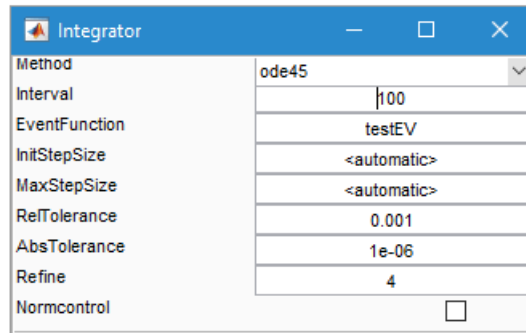 Integrator
Method ode45
Interval 100
EventFunction testEV
InitStepSize <automatic>
MaxStepSize <automatic>
RelTolerance 0.001
AbsTolerance 1e-06
Refine 4
Normcontrol